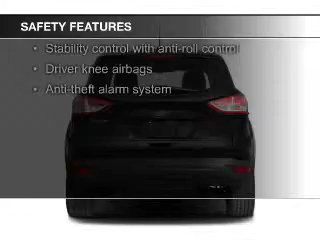 SAFETY FEATURES
• Stability control with anti-roll control
• Driver knee airbags
• Anti-theft alarm system